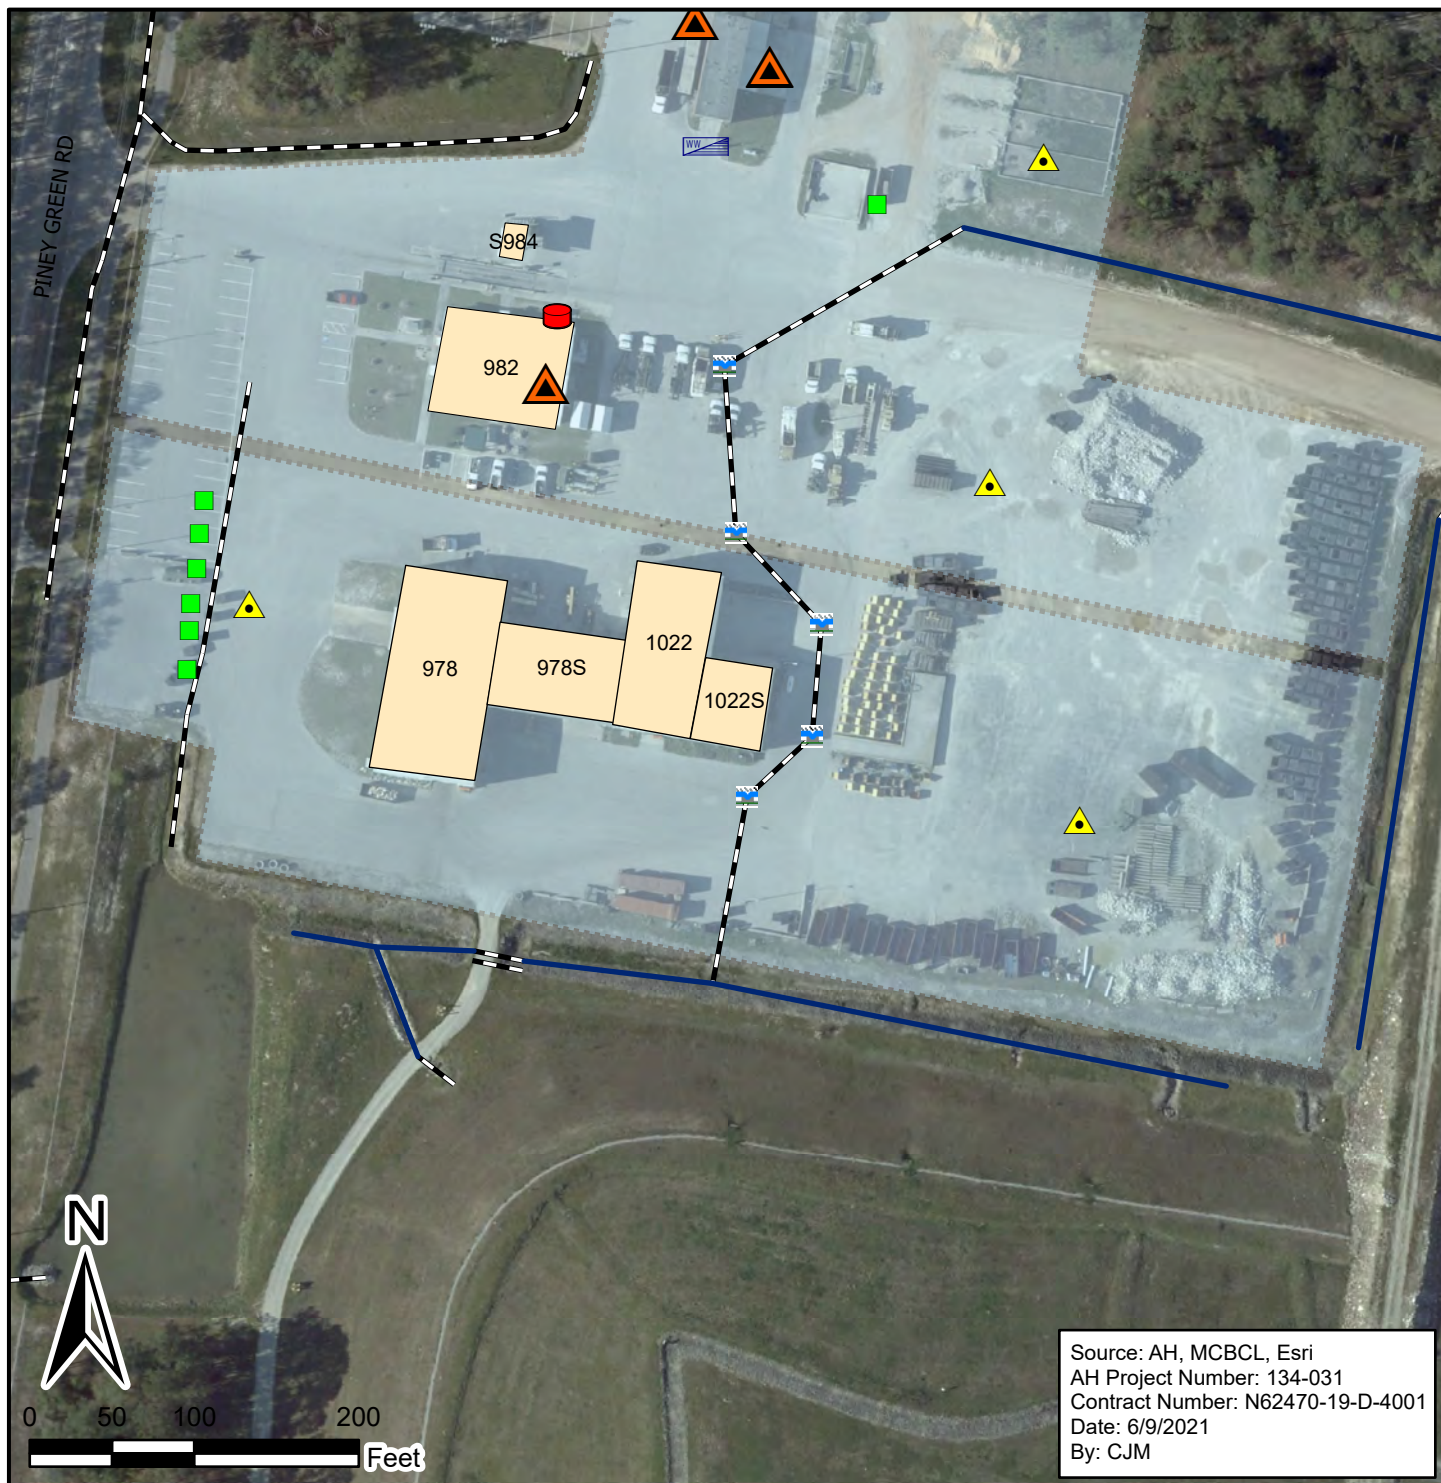 WW
PINEY GREEN RD
S984
982
1022
978
978S
1022S
N
0 50 100 200
Feet
Source: AH, MCBCL, Esri
AH Project Number: 134-031
Contract Number: N62470-19-D-4001
Date: 6/9/2021
By: CJM